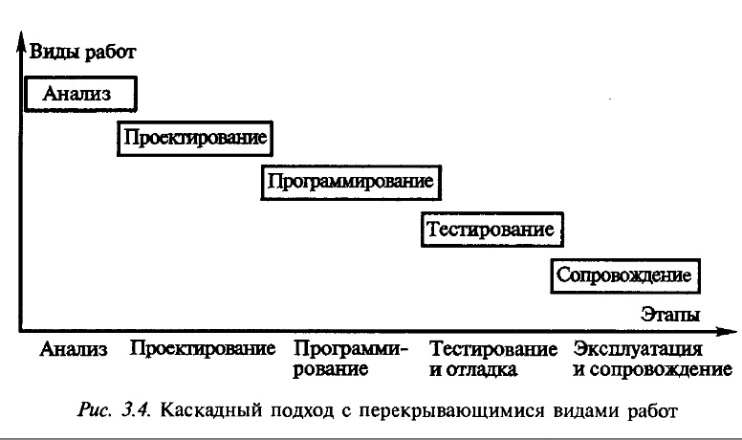 Виды работ
Анализ
Проектирование
Программирование
Тестирование
Сопровождение
Этапы
Анализ
Проектирование
Программи-
рование
Тестирование
и отладка
Эксплуатация
и сопровождение
Рис. 3.4. Каскадный подход с перекрывающимися видами работ